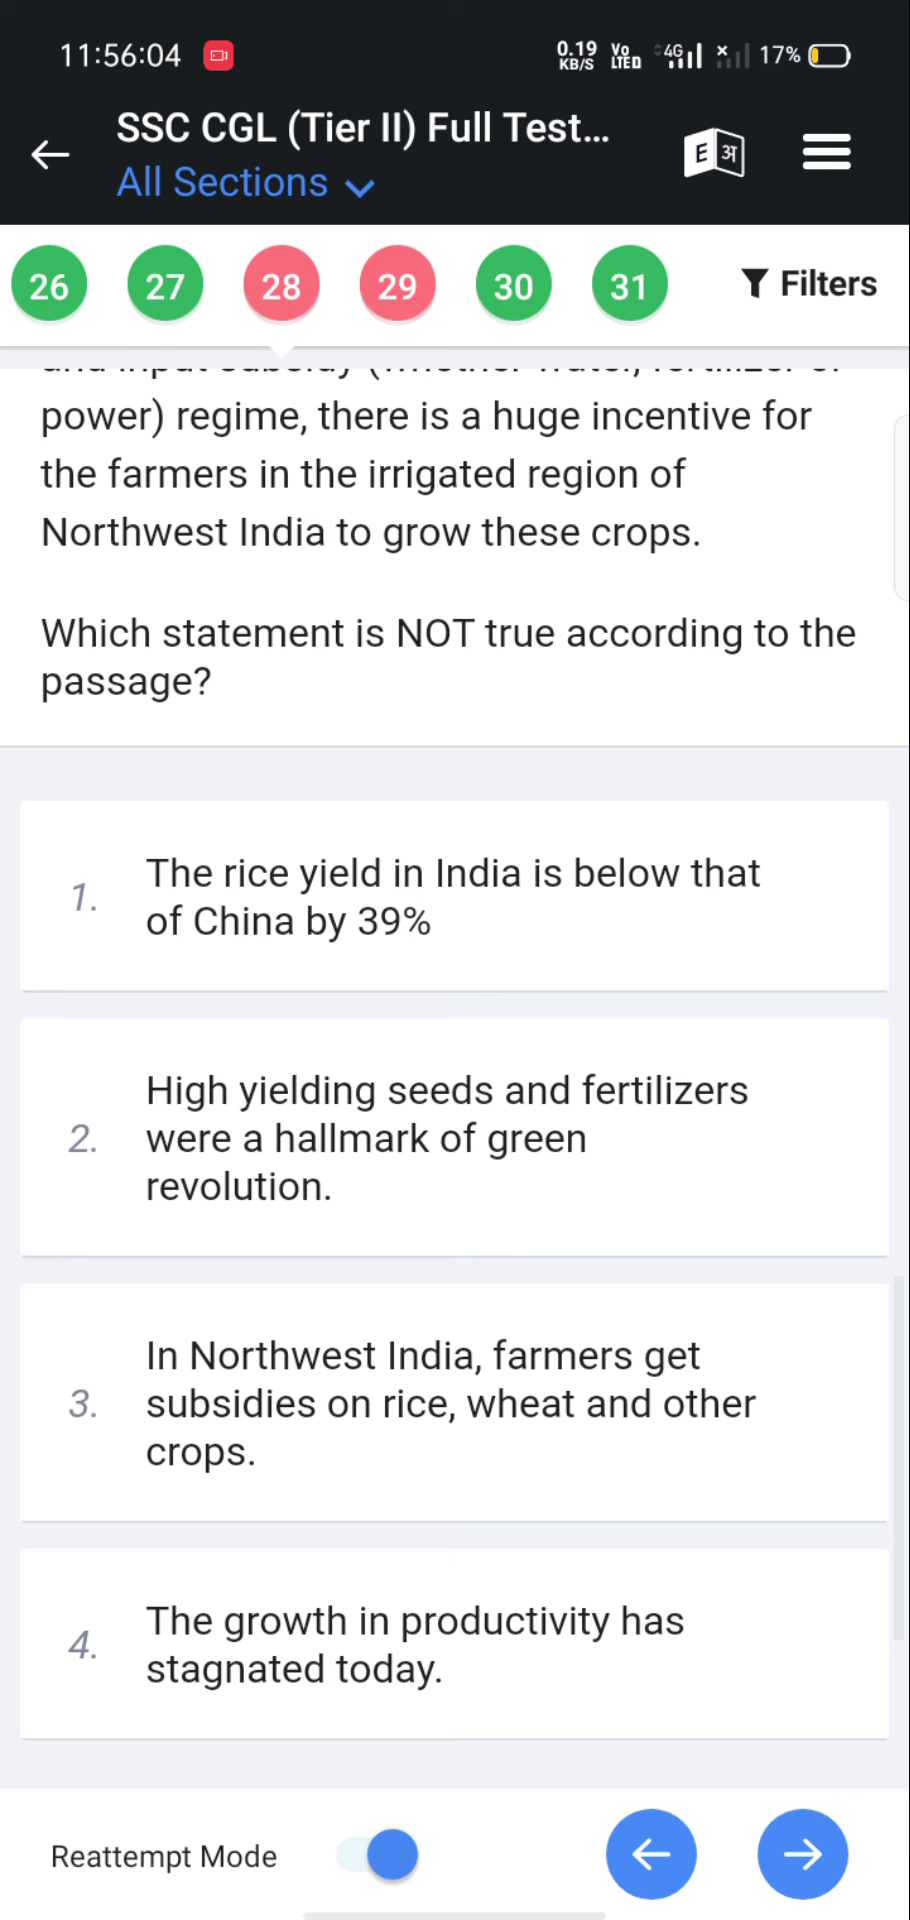 11:56:04
0.19 KB/S Vo LTED 4G 17%
SSC CGL (Tier II) Full Test...
All Sections
E अ
26 27 28 29 30 31 Filters
power) regime, there is a huge incentive for
the farmers in the irrigated region of
Northwest India to grow these crops.
Which statement is NOT true according to the
passage?
1. The rice yield in India is below that
of China by 39%
2. High yielding seeds and fertilizers
were a hallmark of green
revolution.
3. In Northwest India, farmers get
subsidies on rice, wheat and other
crops.
4. The growth in productivity has
stagnated today.
Reattempt Mode